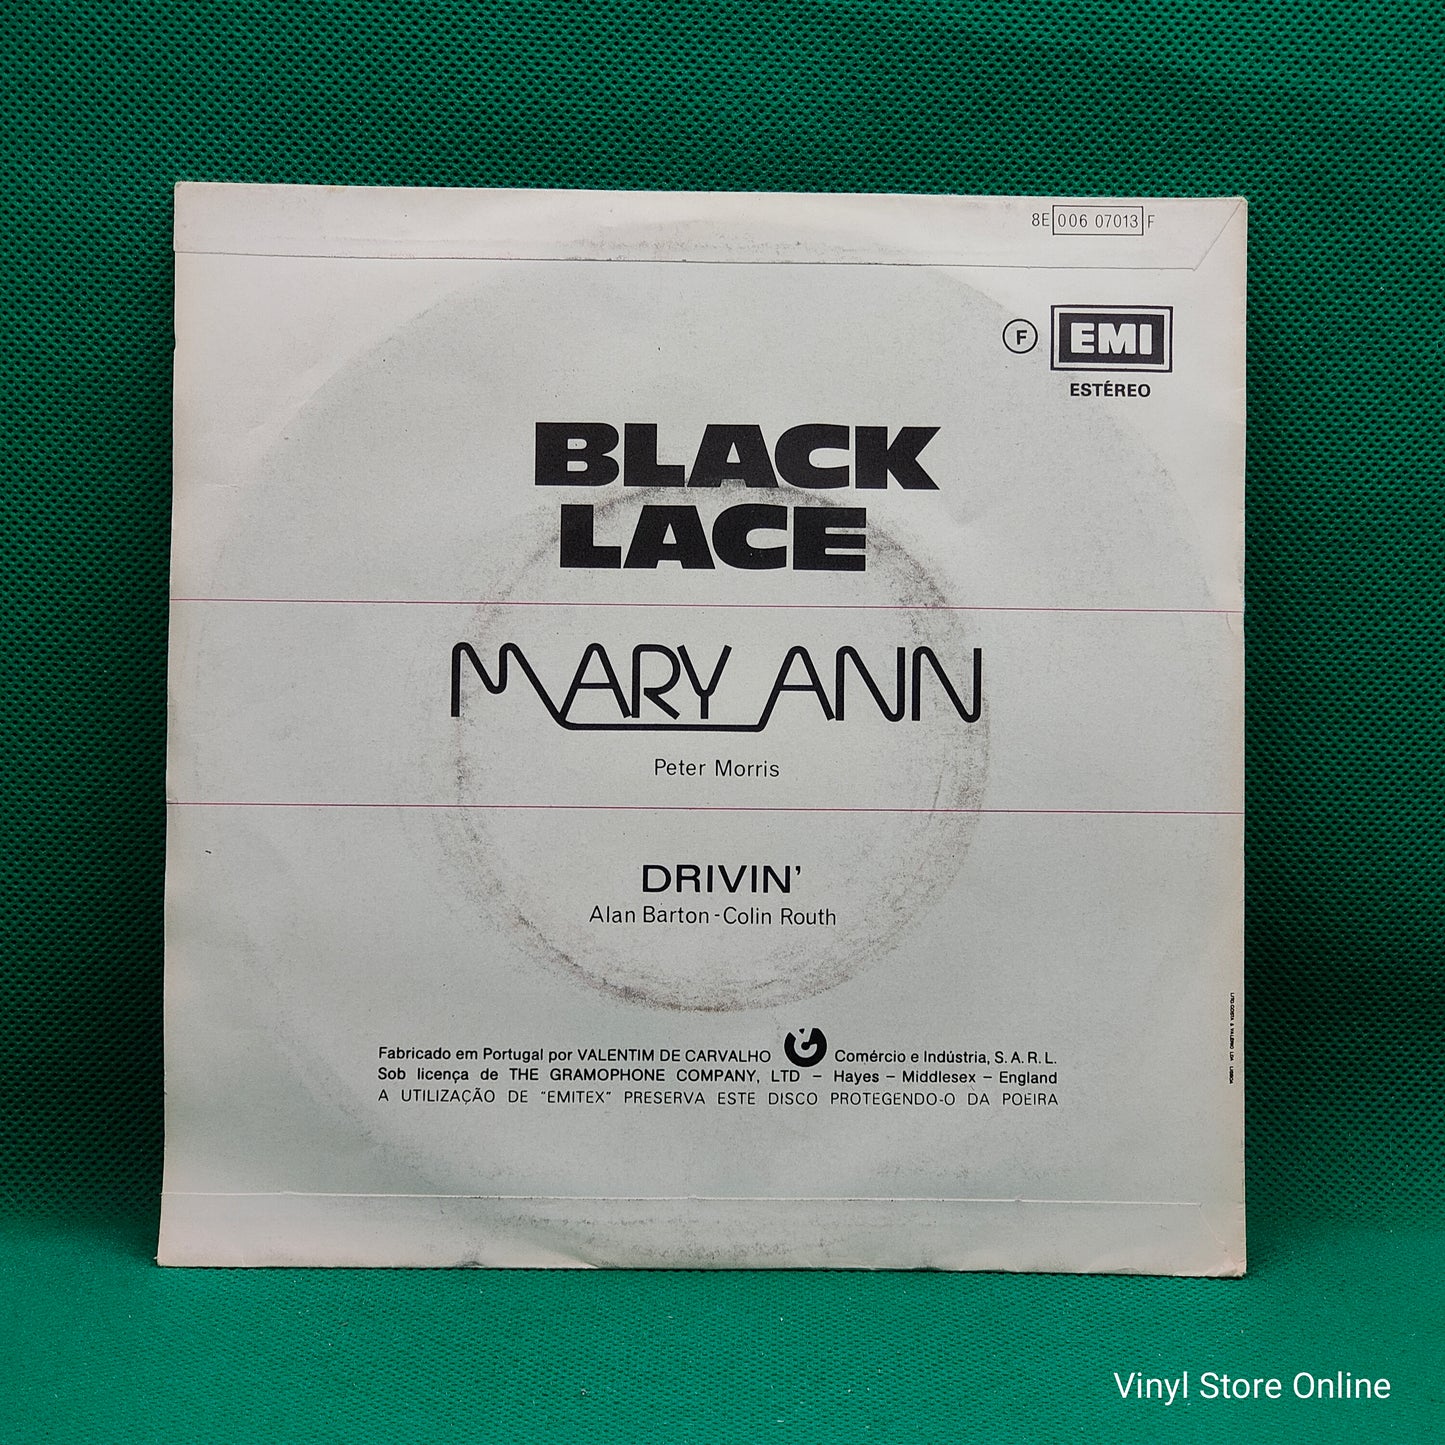 8E 006 07013 F
F EMI
ESTÉREO
BLACK
LACE
MARY ANN
Peter Morris
DRIVIN'
Alan Barton - Colin Routh
Fabricado em Portugal por VALENTIM DE CARVALHO Comércio e Indústria, S.A.R.L.
Sob licença de THE GRAMOPHONE COMPANY, LTD – Hayes – Middlesex – England
A UTILIZAÇÃO DE "EMITEX" PRESERVA ESTE DISCO PROTEGENDO-O DA POEIRA
Vinyl Store Online